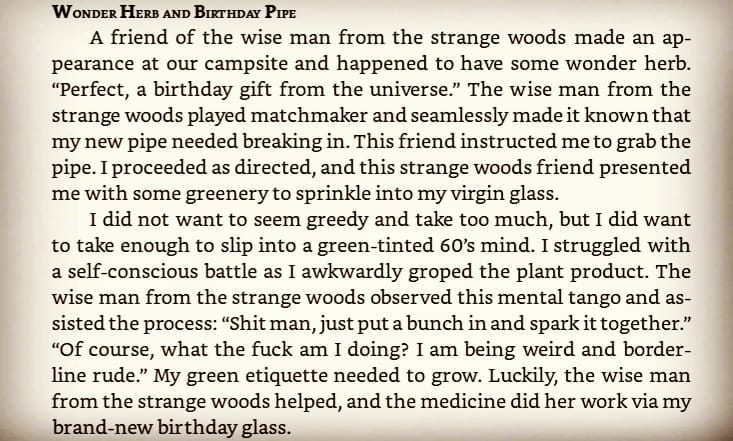 Wonder Herb and Birthday Pipe
A friend of the wise man from the strange woods made an ap-
pearance at our campsite and happened to have some wonder herb.
“Perfect, a birthday gift from the universe.” The wise man from the
strange woods played matchmaker and seamlessly made it known that
my new pipe needed breaking in. This friend instructed me to grab the
pipe. I proceeded as directed, and this strange woods friend presented
me with some greenery to sprinkle into my virgin glass.
I did not want to seem greedy and take too much, but I did want
to take enough to slip into a green-tinted 60’s mind. I struggled with
a self-conscious battle as I awkwardly groped the plant product. The
wise man from the strange woods observed this mental tango and as-
sisted the process: “Shit man, just put a bunch in and spark it together.”
“Of course, what the fuck am I doing? I am being weird and border-
line rude.” My green etiquette needed to grow. Luckily, the wise man
from the strange woods helped, and the medicine did her work via my
brand-new birthday glass.